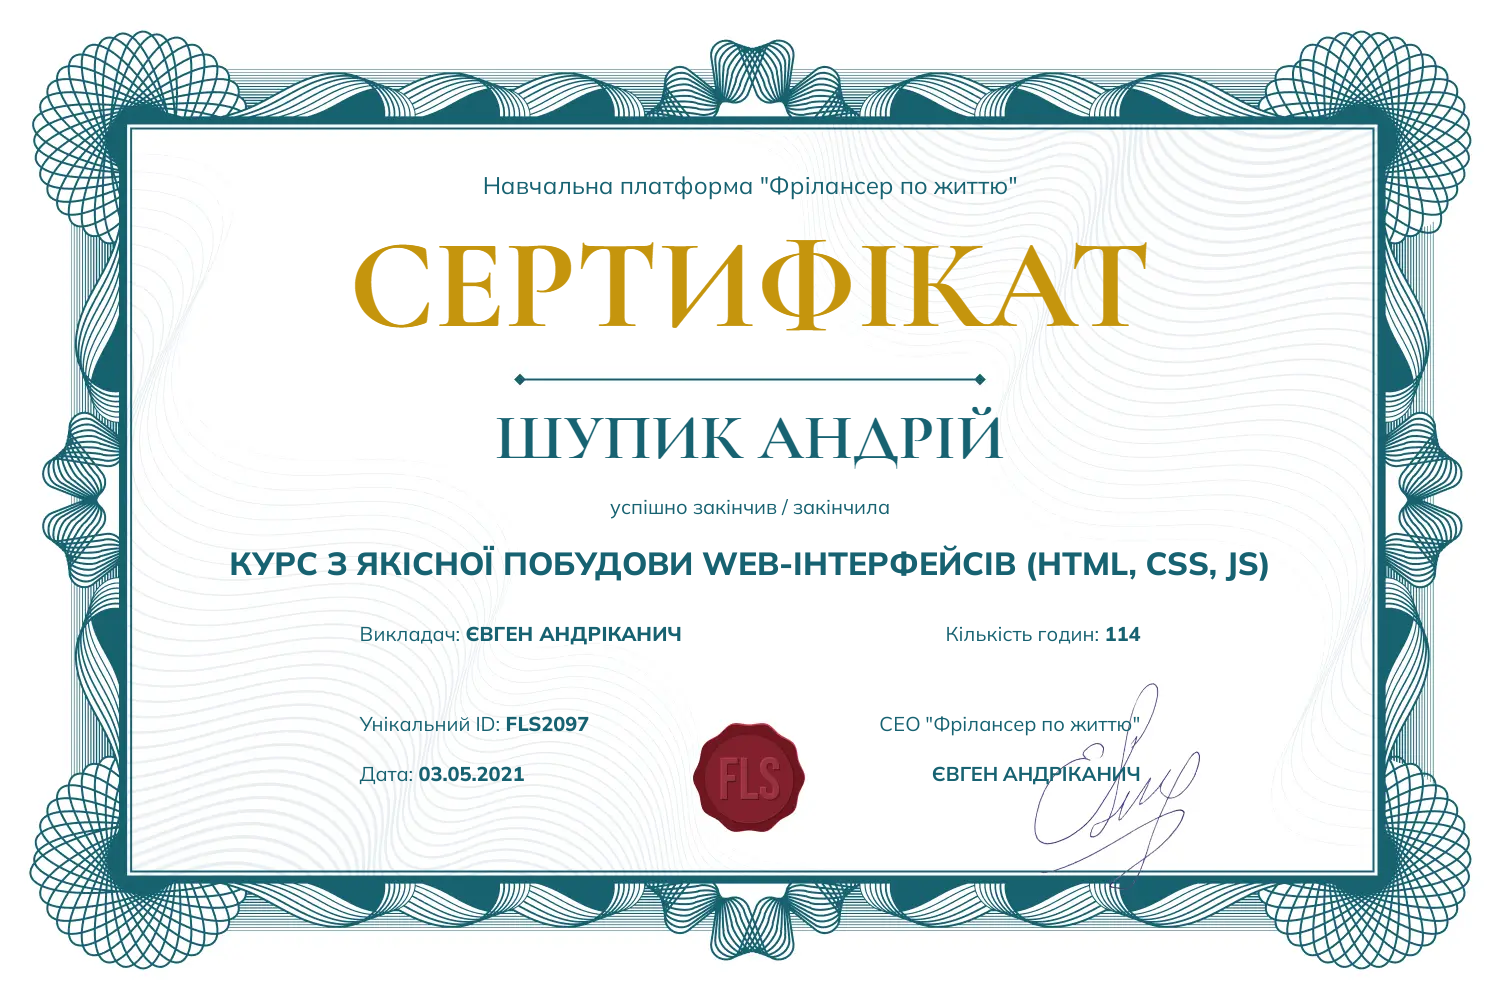 Навчальна платформа "Фрілансер по життю"
СЕРТИФІКАТ
ШУПИК АНДРІЙ
успішно закінчив / закінчила
КУРС З ЯКІСНОЇ ПОБУДОВИ WEB-ІНТЕРФЕЙСІВ (HTML, CSS, JS)
Викладач: ЄВГЕН АНДРІКАНИЧ
Кількість годин: 114
Унікальний ID: FLS2097
CEO "Фрілансер по життю"
Дата: 03.05.2021
FLS
ЄВГЕН АНДРІКАНИЧ